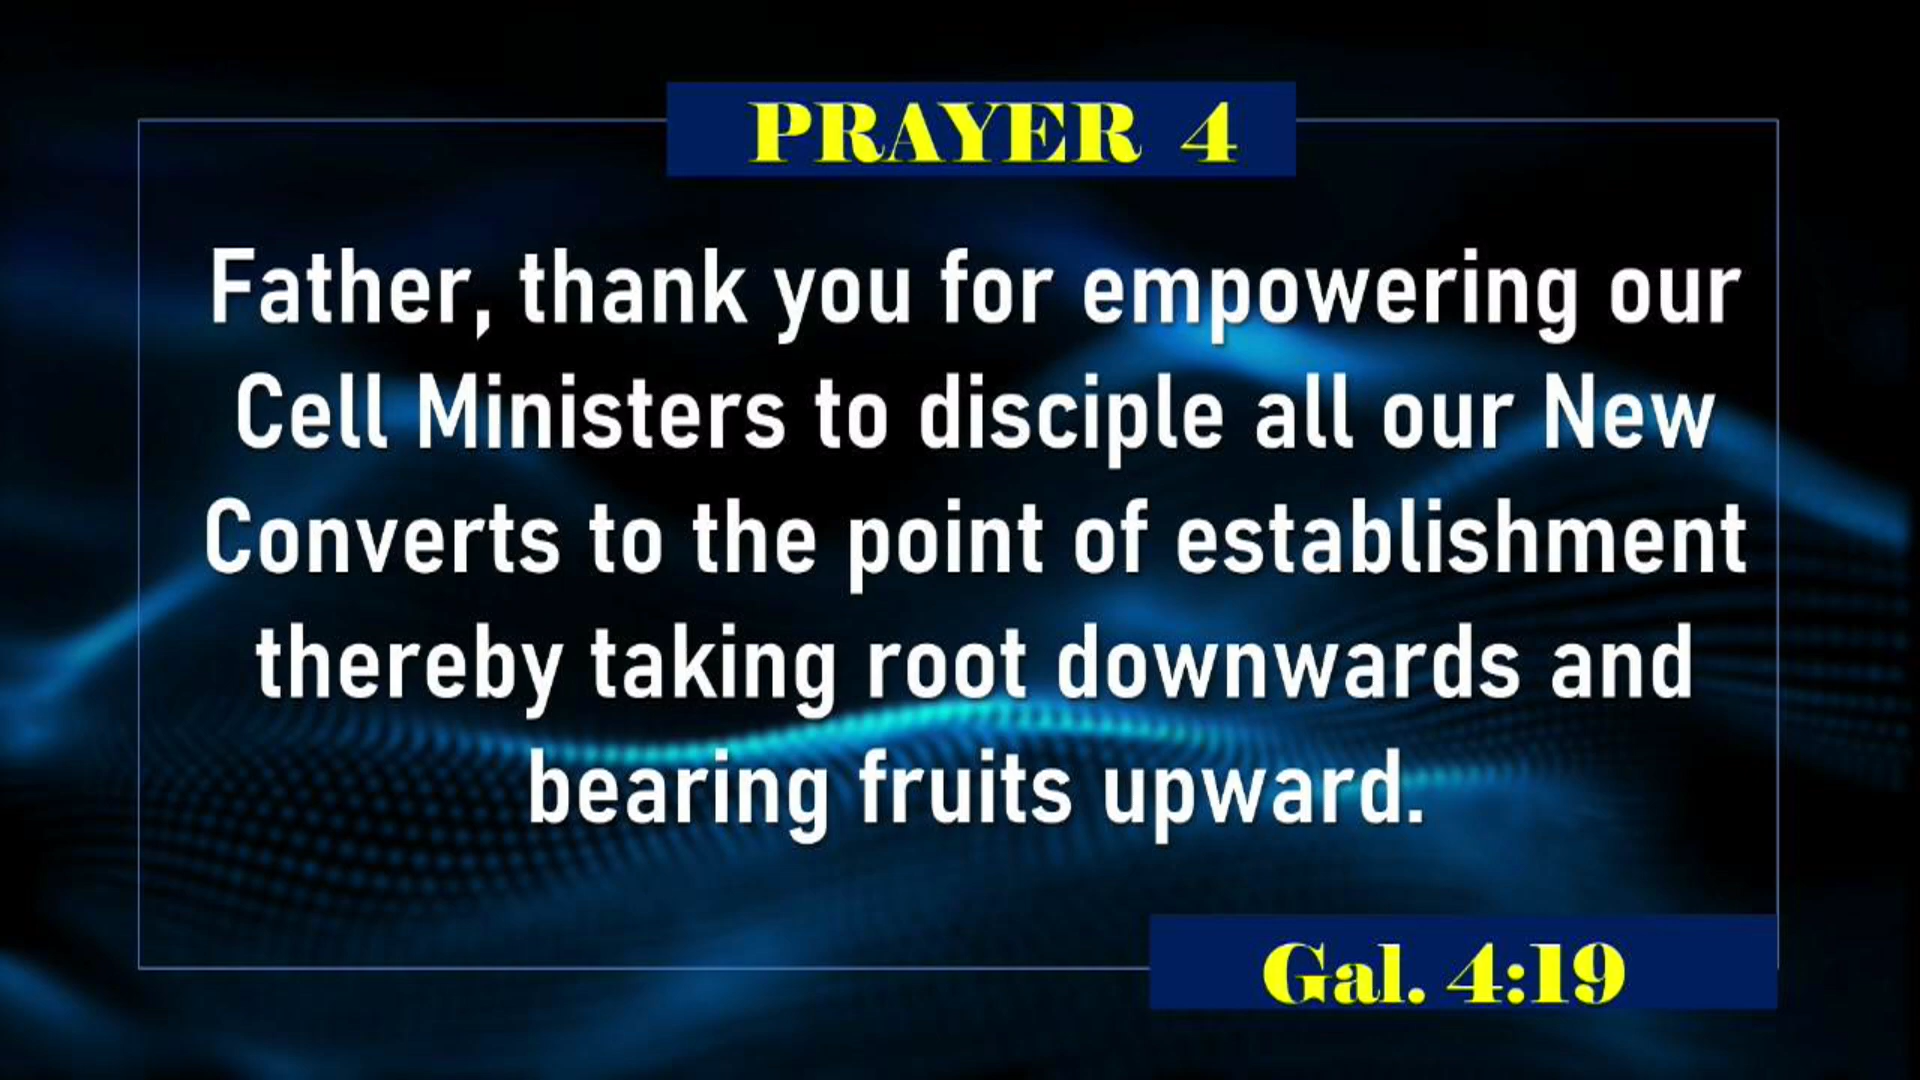 PRAYER 4
Father, thank you for empowering our
Cell Ministers to disciple all our New
Converts to the point of establishment
thereby taking root downwards and
bearing fruits upward.
Gal. 4:19